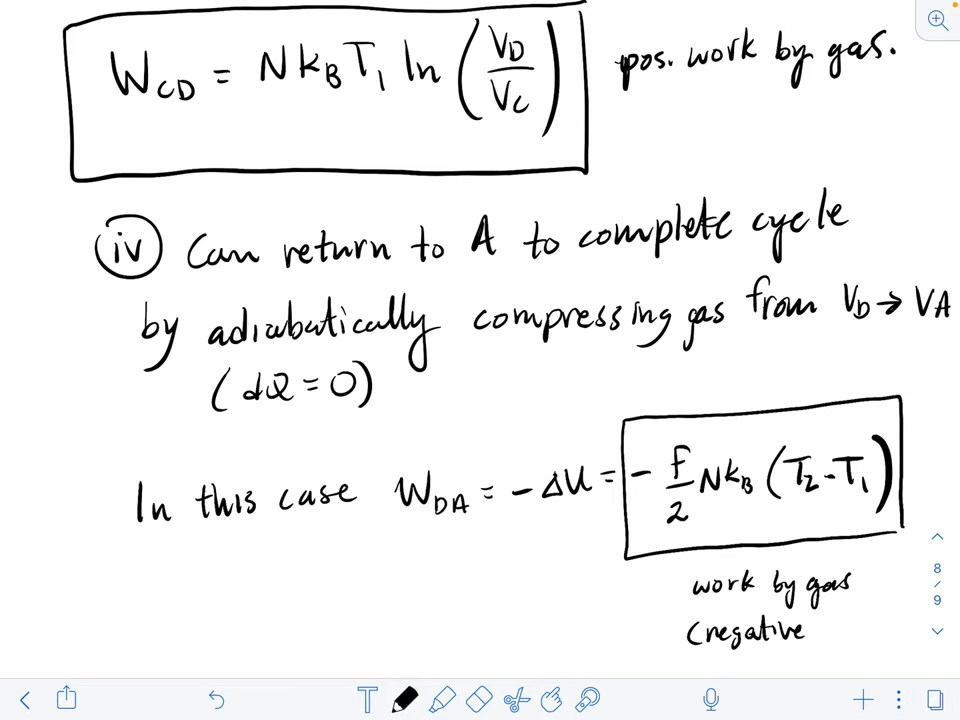 W_CD = N k_B T_1 ln (V_D / V_C) pos. work by gas.
iv Can return to A to complete cycle
by adiabatically compressing gas from V_D → V_A
(dQ = 0)
In this case W_DA = - ΔU = - f/2 N k_B (T_2 - T_1)
work by gas
(negative
8
/
9
T